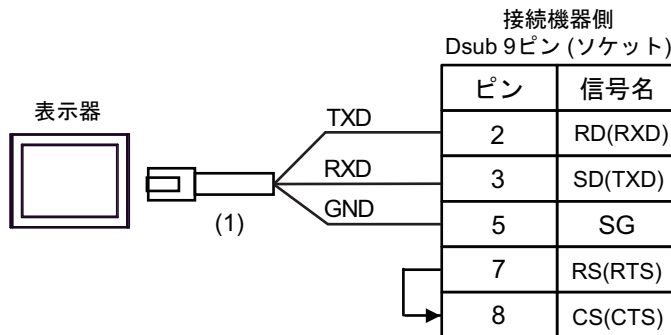 接続機器側
Dsub 9ピン (ソケット)
表示器
ピン 信号名
TXD 2 RD(RXD)
RXD 3 SD(TXD)
GND 5 SG
(1)
7 RS(RTS)
8 CS(CTS)